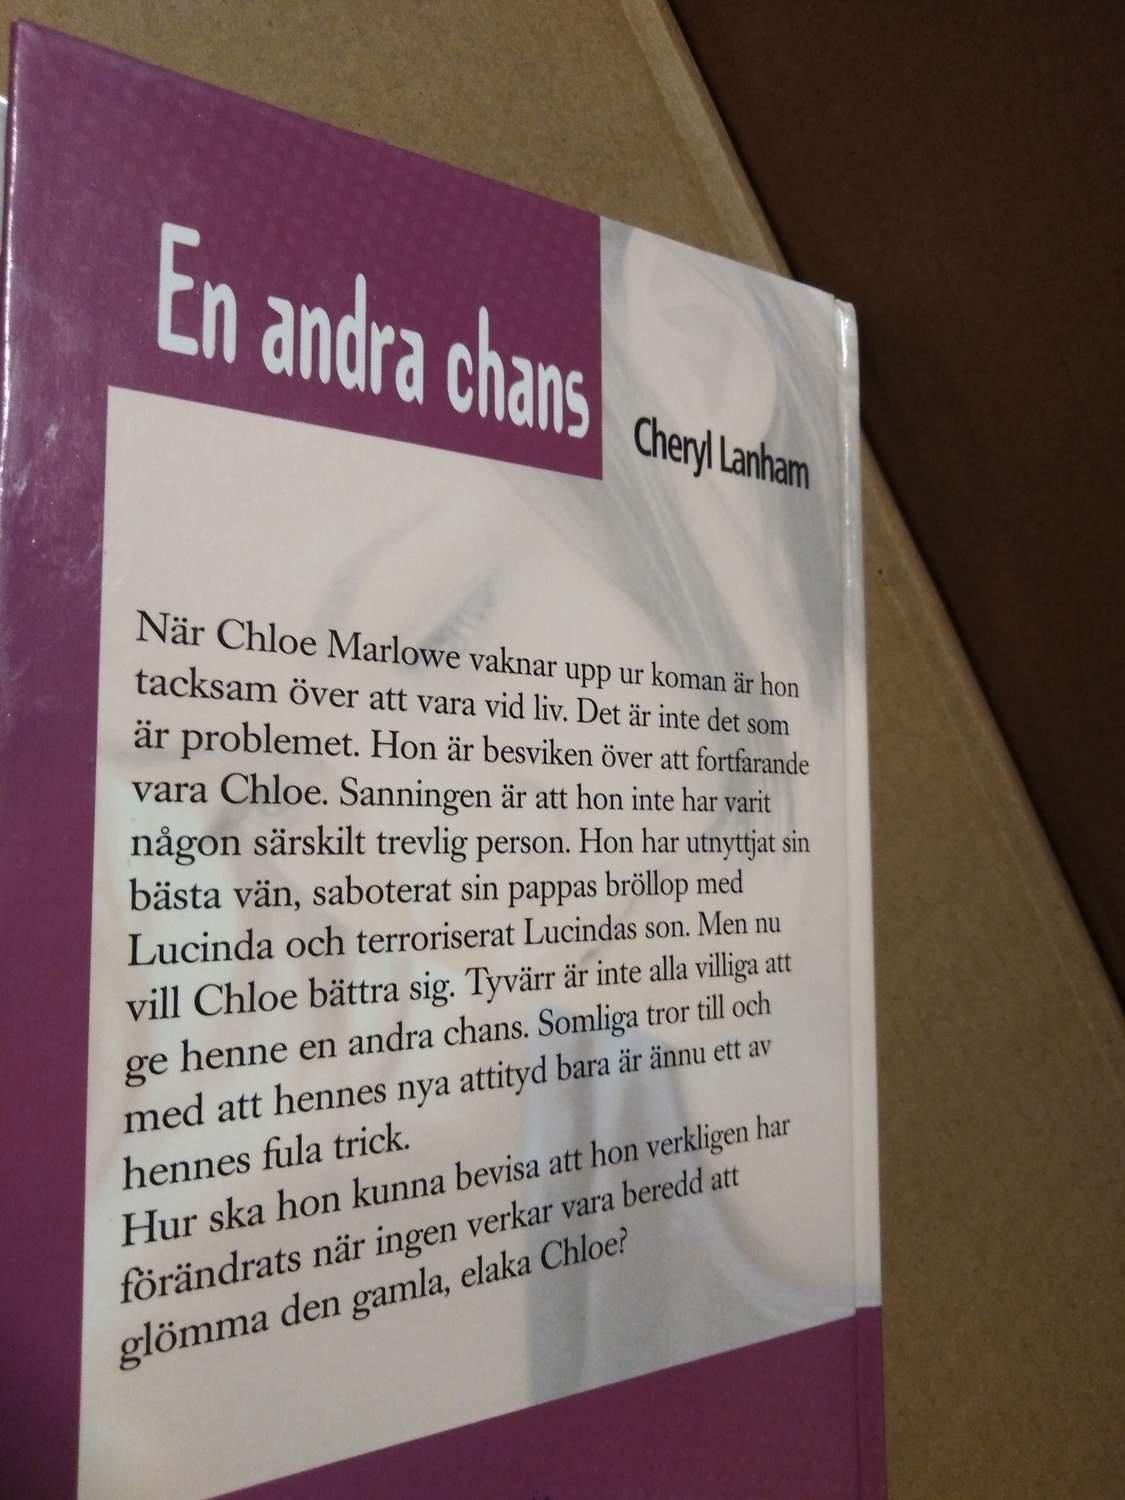 En andra chans
Cheryl Lanham
När Chloe Marlowe vaknar upp ur koman är hon
tacksam över att vara vid liv. Det är inte det som
är problemet. Hon är besviken över att fortfarande
vara Chloe. Sanningen är att hon inte har varit
någon särskilt trevlig person. Hon har utnyttjat sin
bästa vän, saboterat sin pappas bröllop med
Lucinda och terroriserat Lucindas son. Men nu
vill Chloe bättra sig. Tyvärr är inte alla villiga att
ge henne en andra chans. Somliga tror till och
med att hennes nya attityd bara är ännu ett av
hennes fula trick.
Hur ska hon kunna bevisa att hon verkligen har
förändrats när ingen verkar vara beredd att
glömma den gamla, elaka Chloe?